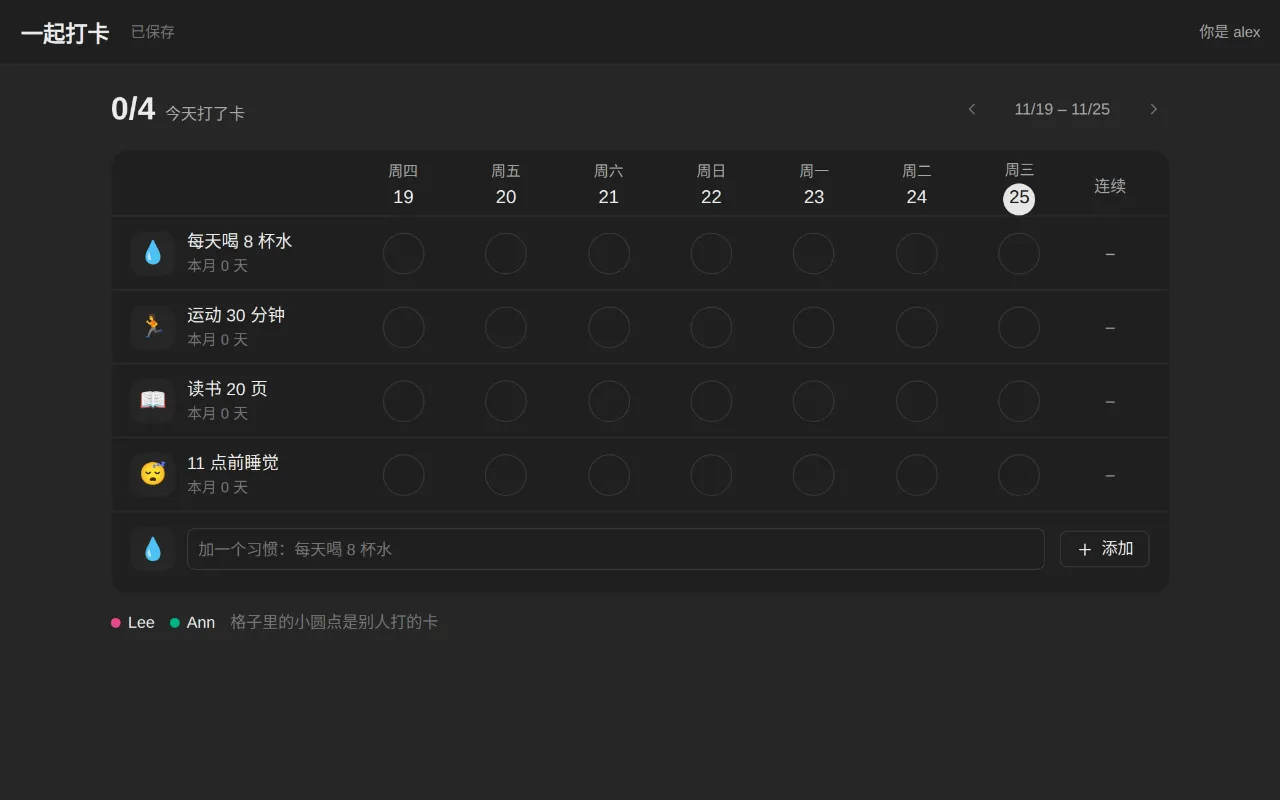 一起打卡 已保存 你是 alex
0/4 今天打了卡 11/19 – 11/25
周四 周五 周六 周日 周一 周二 周三 连续
19 20 21 22 23 24 25
每天喝 8 杯水
本月 0 天
–
运动 30 分钟
本月 0 天
–
读书 20 页
本月 0 天
–
11 点前睡觉
本月 0 天
–
加一个习惯：每天喝 8 杯水 + 添加
Lee Ann 格子里的小圆点是别人打的卡